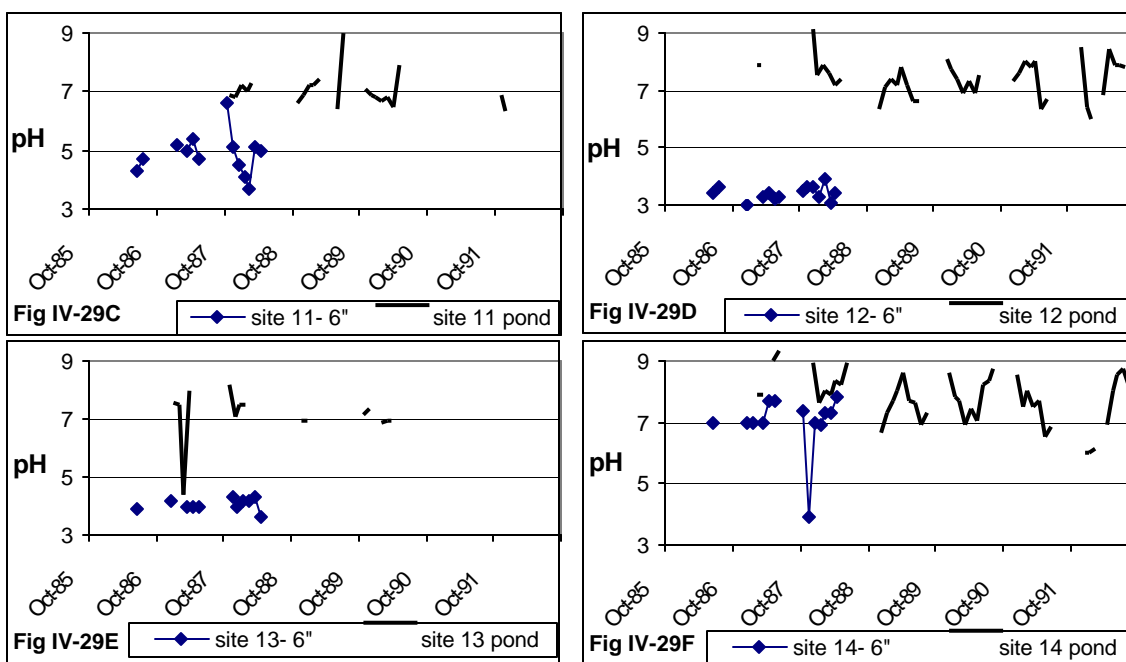 9
7
pH
5
3
Oct-85
Oct-86
Oct-87
Oct-88
Oct-89
Oct-90
Oct-91
Fig IV-29C
site 11- 6"
site 11 pond
9
7
pH
5
3
Oct-85
Oct-86
Oct-87
Oct-88
Oct-89
Oct-90
Oct-91
Fig IV-29D
site 12- 6"
site 12 pond
9
7
pH
5
3
Oct-85
Oct-86
Oct-87
Oct-88
Oct-89
Oct-90
Oct-91
Fig IV-29E
site 13- 6"
site 13 pond
9
7
pH
5
3
Oct-85
Oct-86
Oct-87
Oct-88
Oct-89
Oct-90
Oct-91
Fig IV-29F
site 14- 6"
site 14 pond